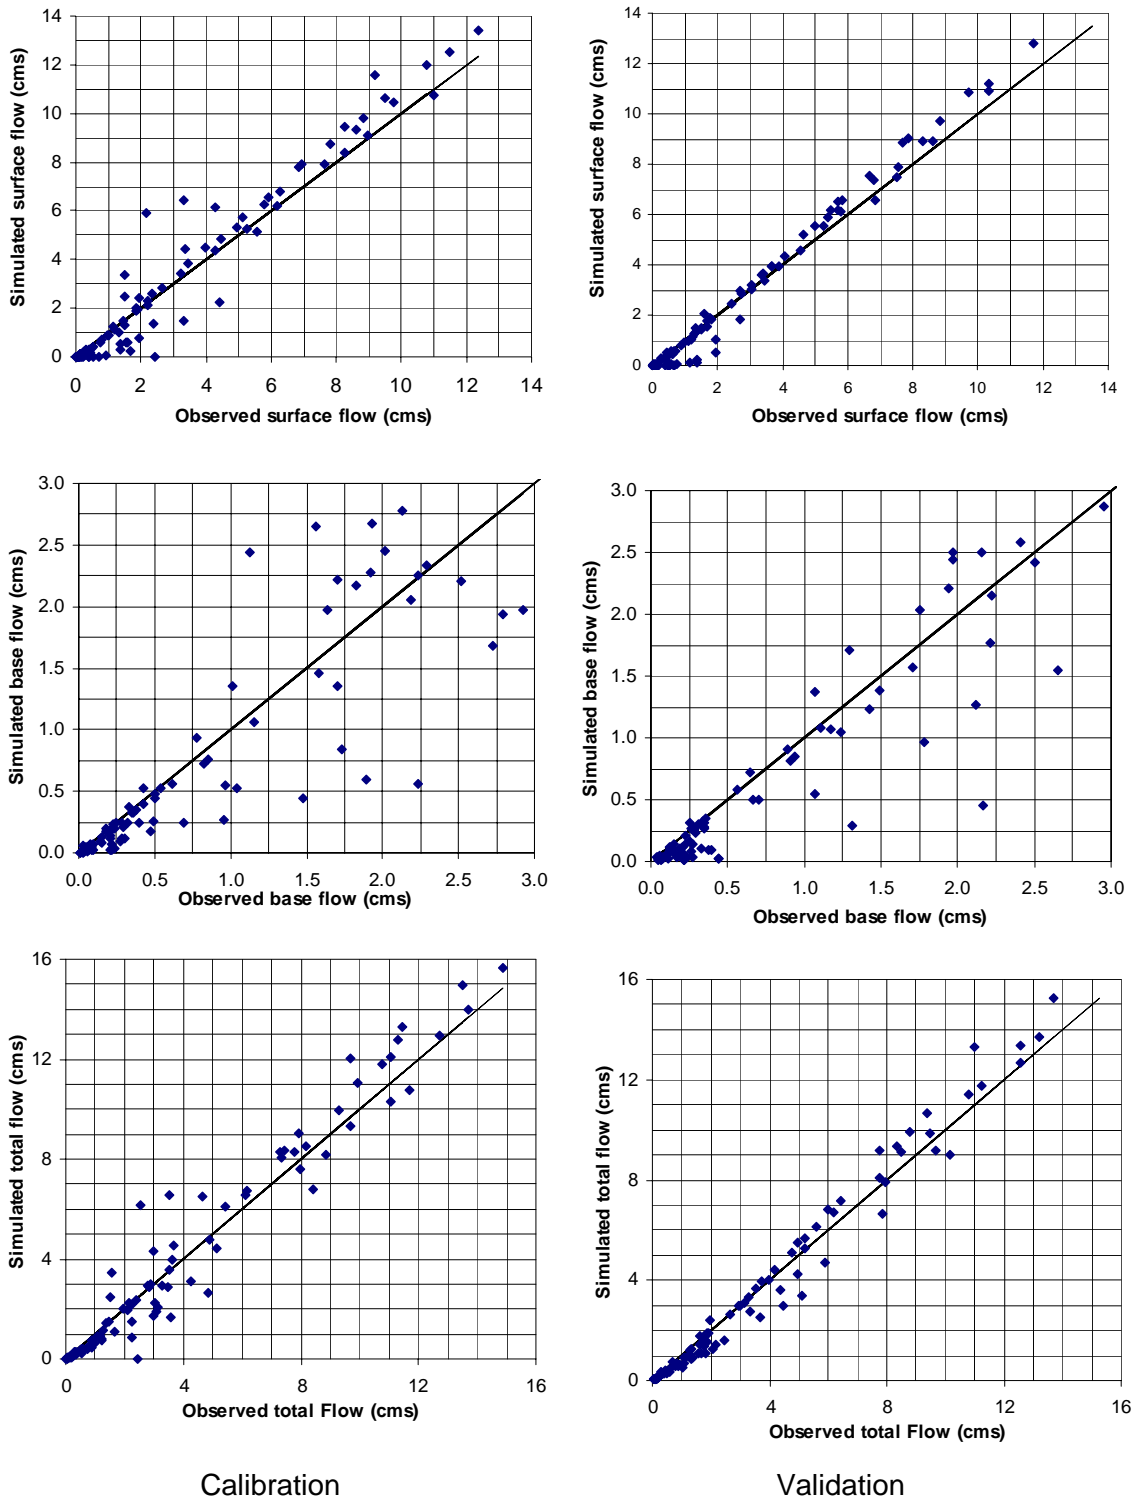 14
12
10
8
6
4
2
0
0 2 4 6 8 10 12 14
Simulated surface flow (cms)
Observed surface flow (cms)
14
12
10
8
6
4
2
0
0 2 4 6 8 10 12 14
Simulated surface flow (cms)
Observed surface flow (cms)
3.0
2.5
2.0
1.5
1.0
0.5
0.0
0.0 0.5 1.0 1.5 2.0 2.5 3.0
Simulated base flow (cms)
Observed base flow (cms)
3.0
2.5
2.0
1.5
1.0
0.5
0.0
0.0 0.5 1.0 1.5 2.0 2.5 3.0
Simulated base flow (cms)
Observed base flow (cms)
16
12
8
4
0
0 4 8 12 16
Simulated total flow (cms)
Observed total Flow (cms)
16
12
8
4
0
0 4 8 12 16
Simulated total flow (cms)
Observed total Flow (cms)
Calibration
Validation